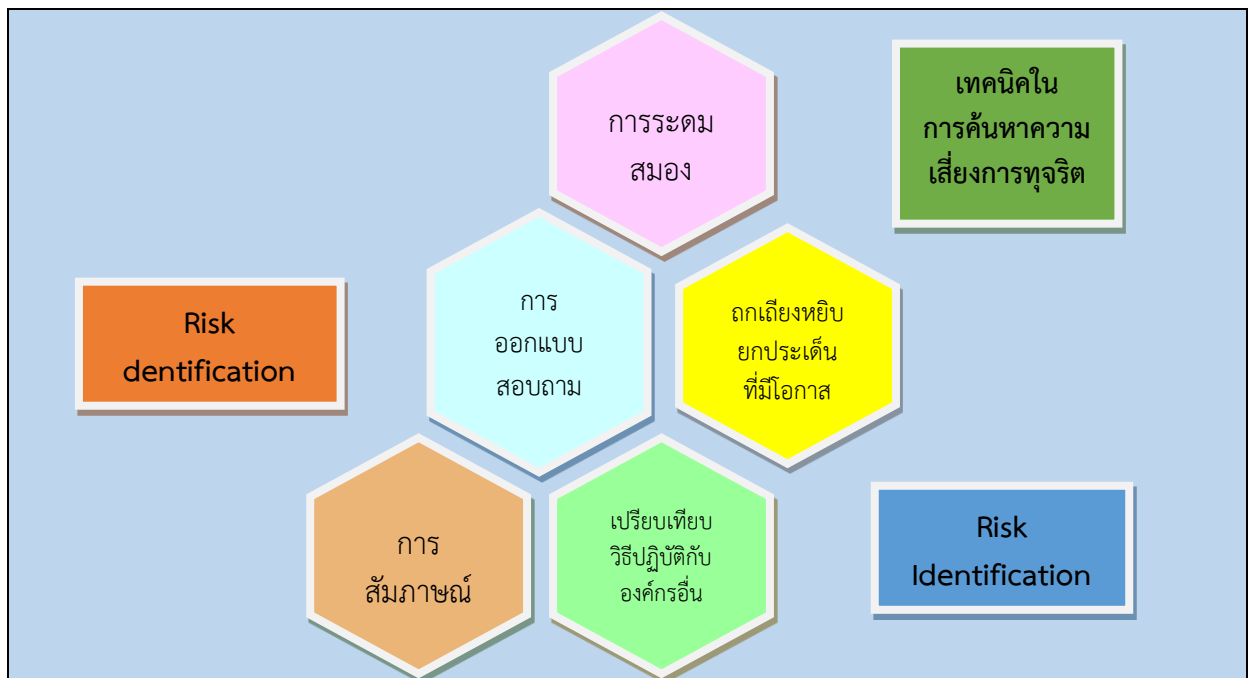 การระดม
สมอง
เทคนิคใน
การค้นหาความ
เสี่ยงการทุจริต
Risk
dentification
การ
ออกแบบ
สอบถาม
ถกเถียงหยิบ
ยกประเด็น
ที่มีโอกาส
การ
สัมภาษณ์
เปรียบเทียบ
วิธีปฏิบัติกับ
องค์กรอื่น
Risk
Identification